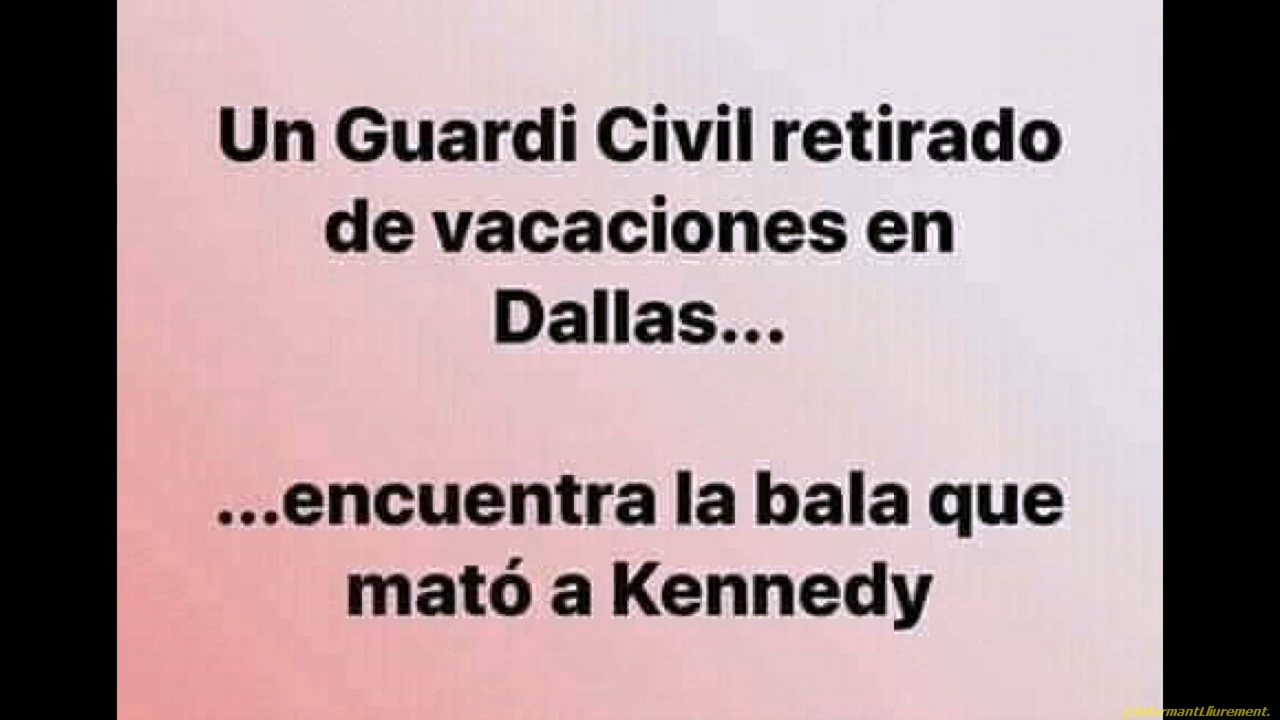 Un Guardi Civil retirado
de vacaciones en
Dallas...
...encuentra la bala que
mató a Kennedy